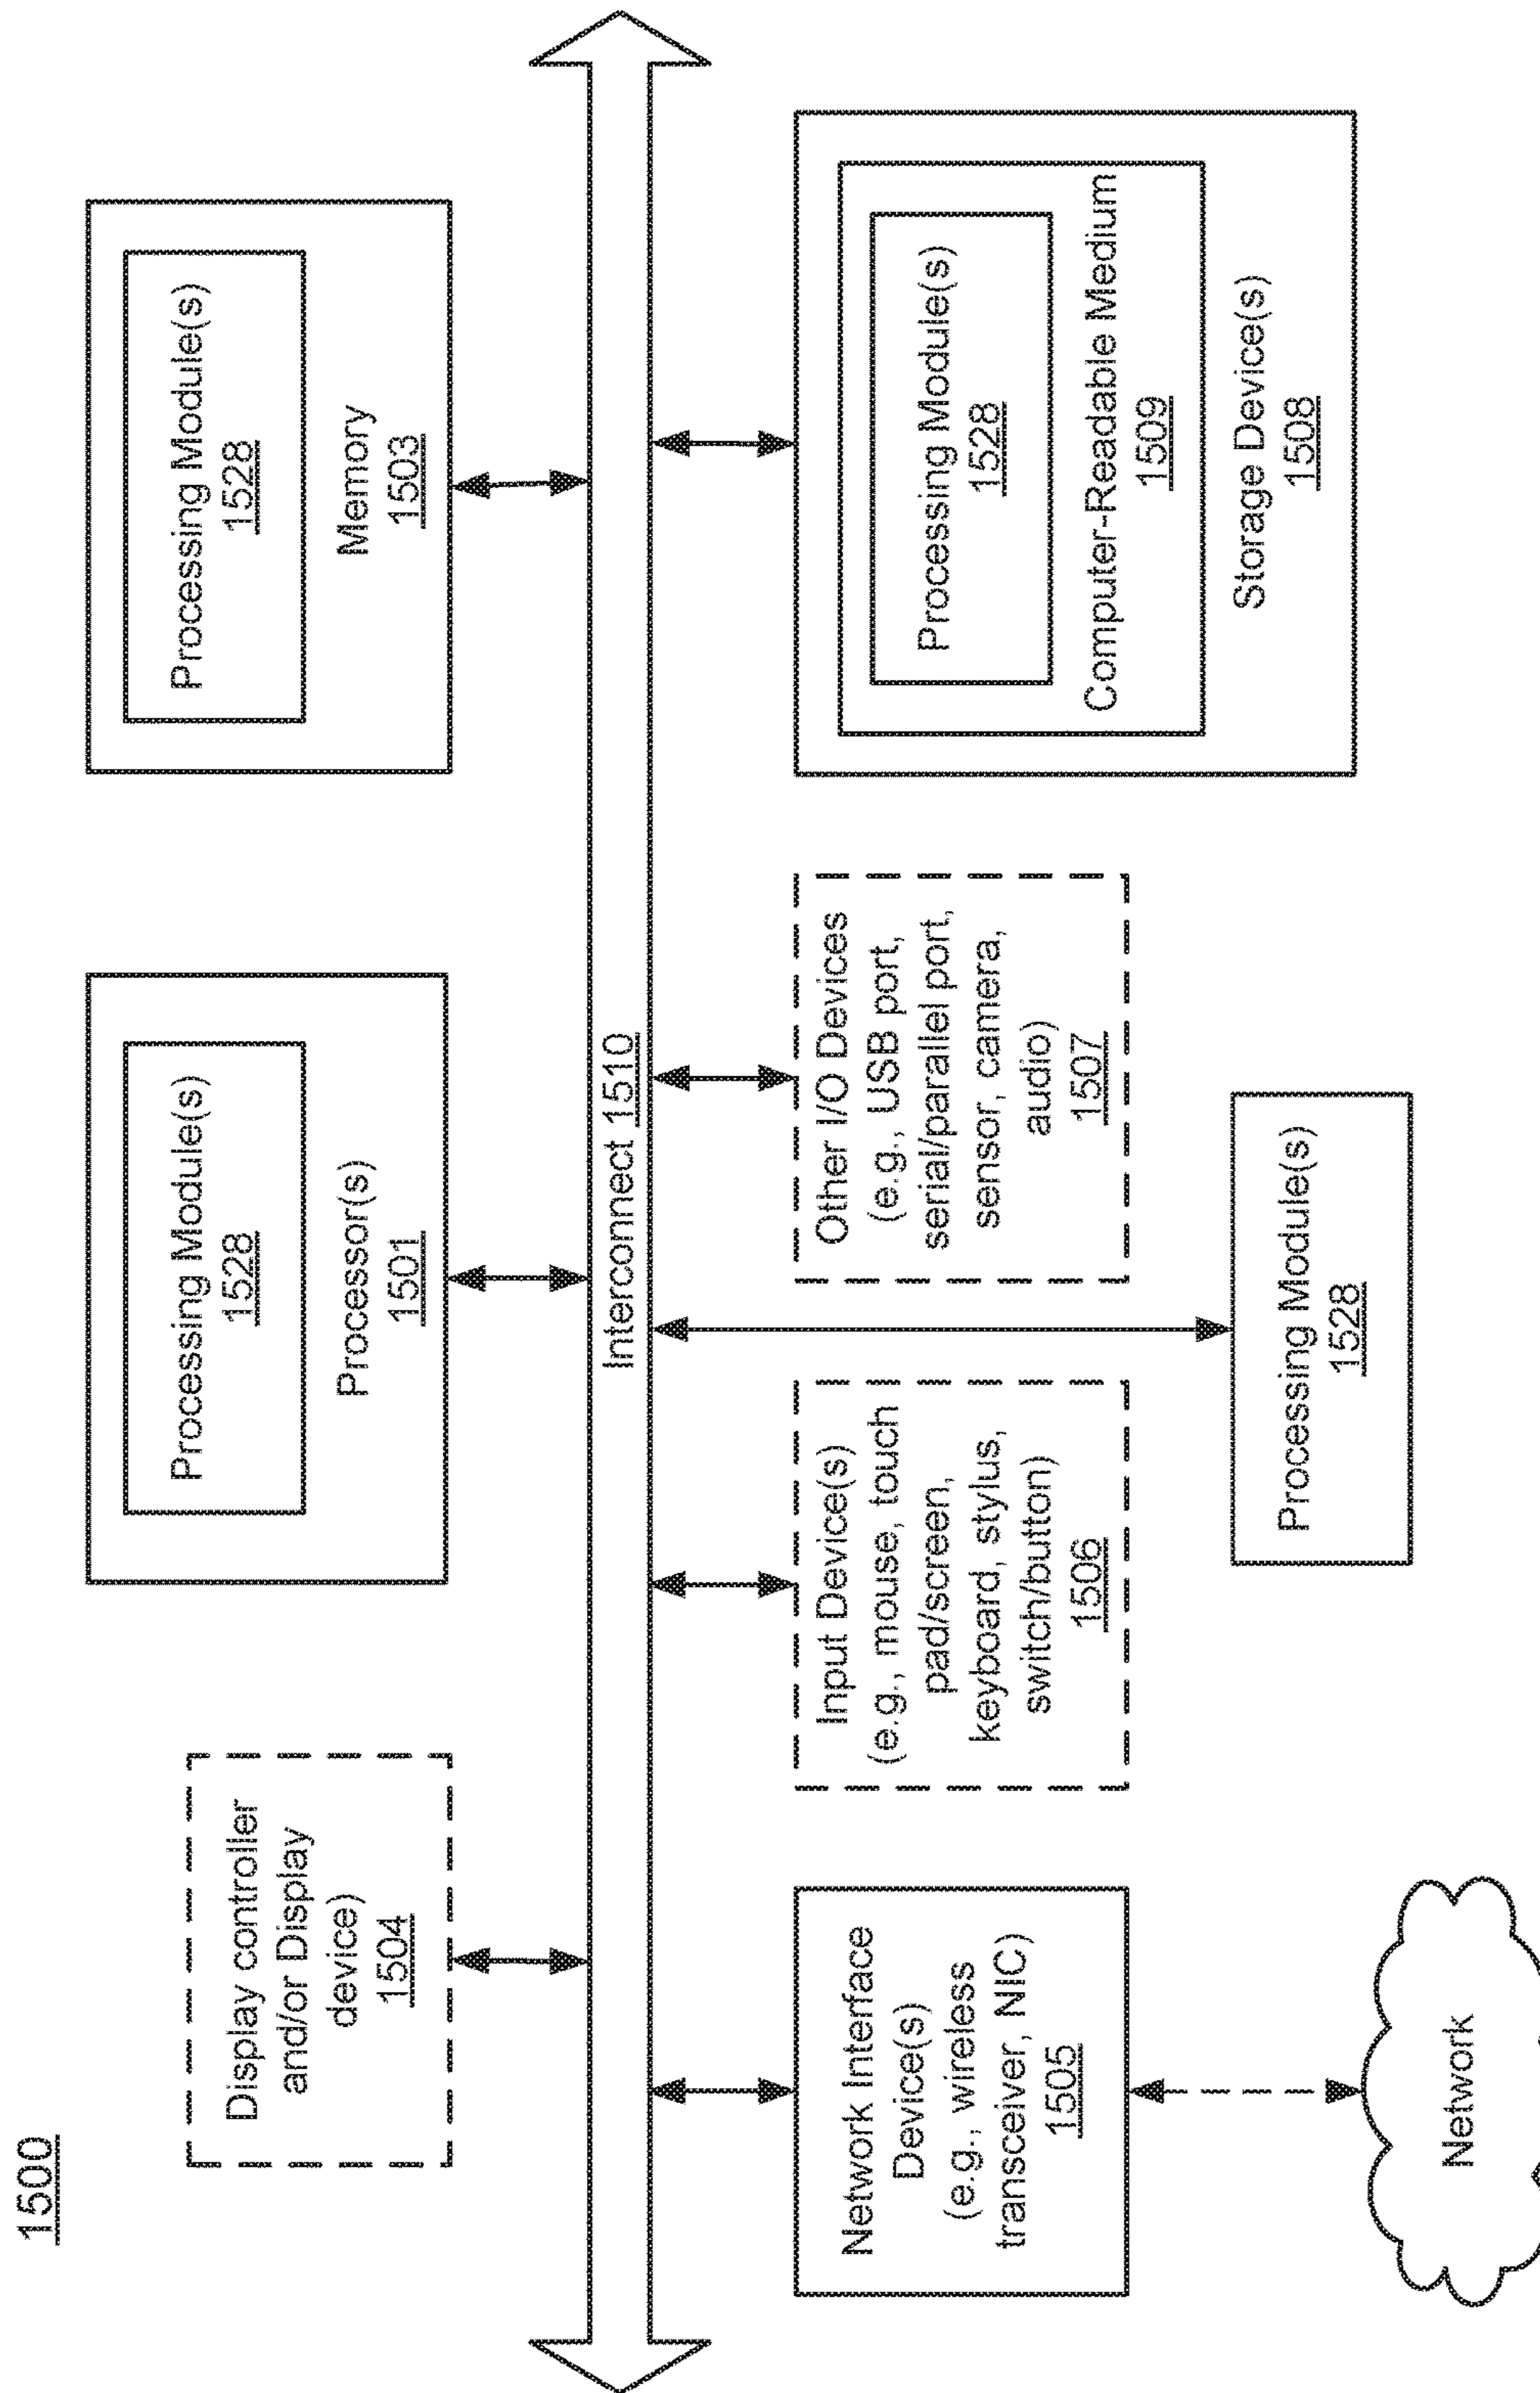 1500
Display controller
and/or Display
device)
1504
Processing Module(s)
1528
Processor(s)
1501
Processing Module(s)
1528
Memory
1503
Interconnect 1510
Network Interface
Device(s)
(e.g., wireless
transceiver, NIC)
1505
Input Device(s)
(e.g., mouse, touch
pad/screen,
keyboard, stylus,
switch/button)
1506
Other I/O Devices
(e.g., USB port,
serial/parallel port,
sensor, camera,
audio)
1507
Processing Module(s)
1528
Computer-Readable Medium
1509
Storage Device(s)
1508
Processing Module(s)
1528
Network